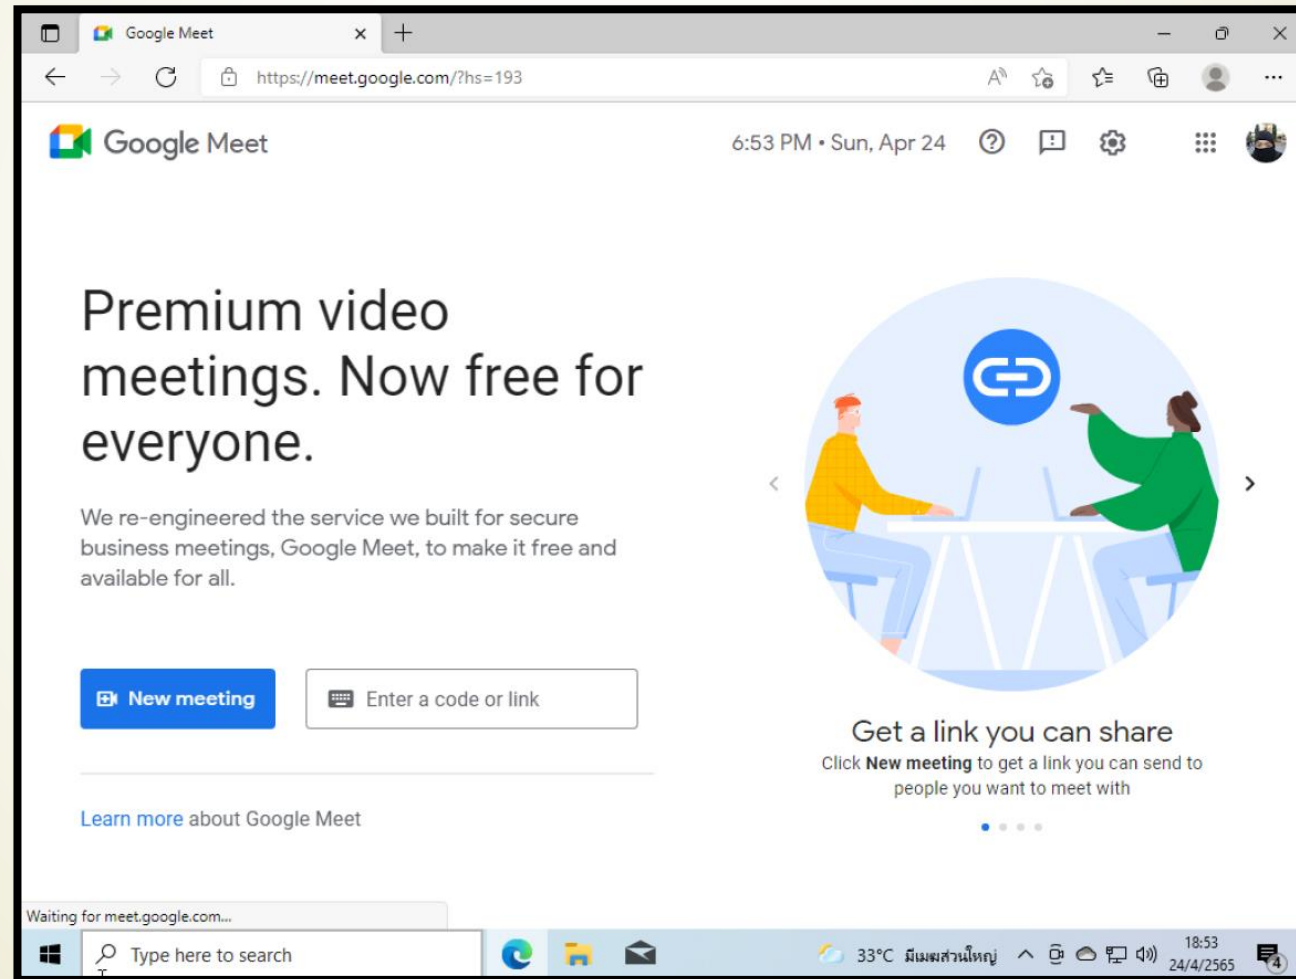 Google Meet
https://meet.google.com/?hs=193
Google Meet
6:53 PM • Sun, Apr 24
Premium video
meetings. Now free for
everyone.
We re-engineered the service we built for secure
business meetings, Google Meet, to make it free and
available for all.
New meeting
Enter a code or link
Learn more about Google Meet
Get a link you can share
Click New meeting to get a link you can send to
people you want to meet with
Waiting for meet.google.com...
Type here to search
33°C มีเมฆส่วนใหญ่
18:53
24/4/2565
4